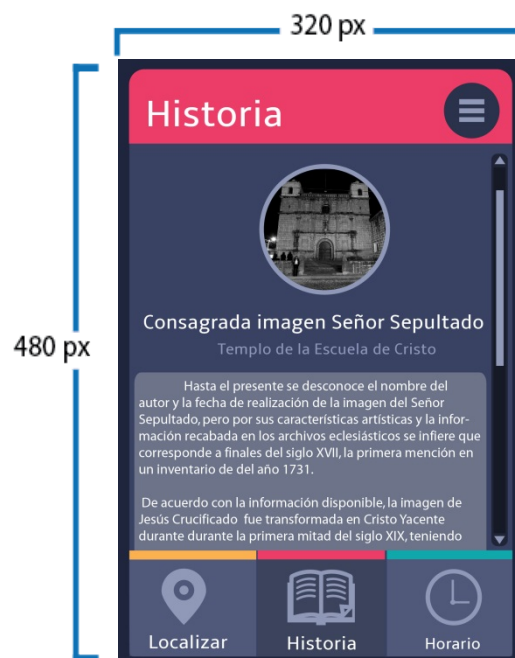 320 px
480 px
Historia
Consagrada imagen Señor Sepultado
Templo de la Escuela de Cristo
Hasta el presente se desconoce el nombre del
autor y la fecha de realización de la imagen del Señor
Sepultado, pero por sus características artísticas y la infor-
mación recabada en los archivos eclesiásticos se infiere que
corresponde a finales del siglo XVII, la primera mención en
un inventario de del año 1731.
De acuerdo con la información disponible, la imagen de
Jesús Crucificado fue transformada en Cristo Yacente
durante durante la primera mitad del siglo XIX, teniendo
Localizar
Historia
Horario